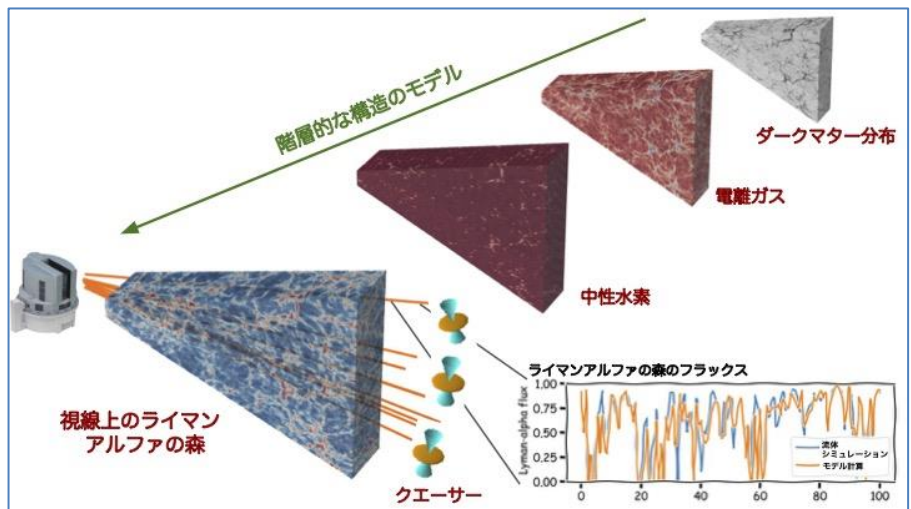 階層的な構造のモデル
ダークマター分布
電離ガス
中性水素
視線上のライマン
アルファの森
クエーサー
ライマンアルファの森のフラックス
Lyman-alpha flux
1.00
0.75
0.50
0.25
0.00
流体
シミュレーション
モデル計算
0
20
40
60
80
100